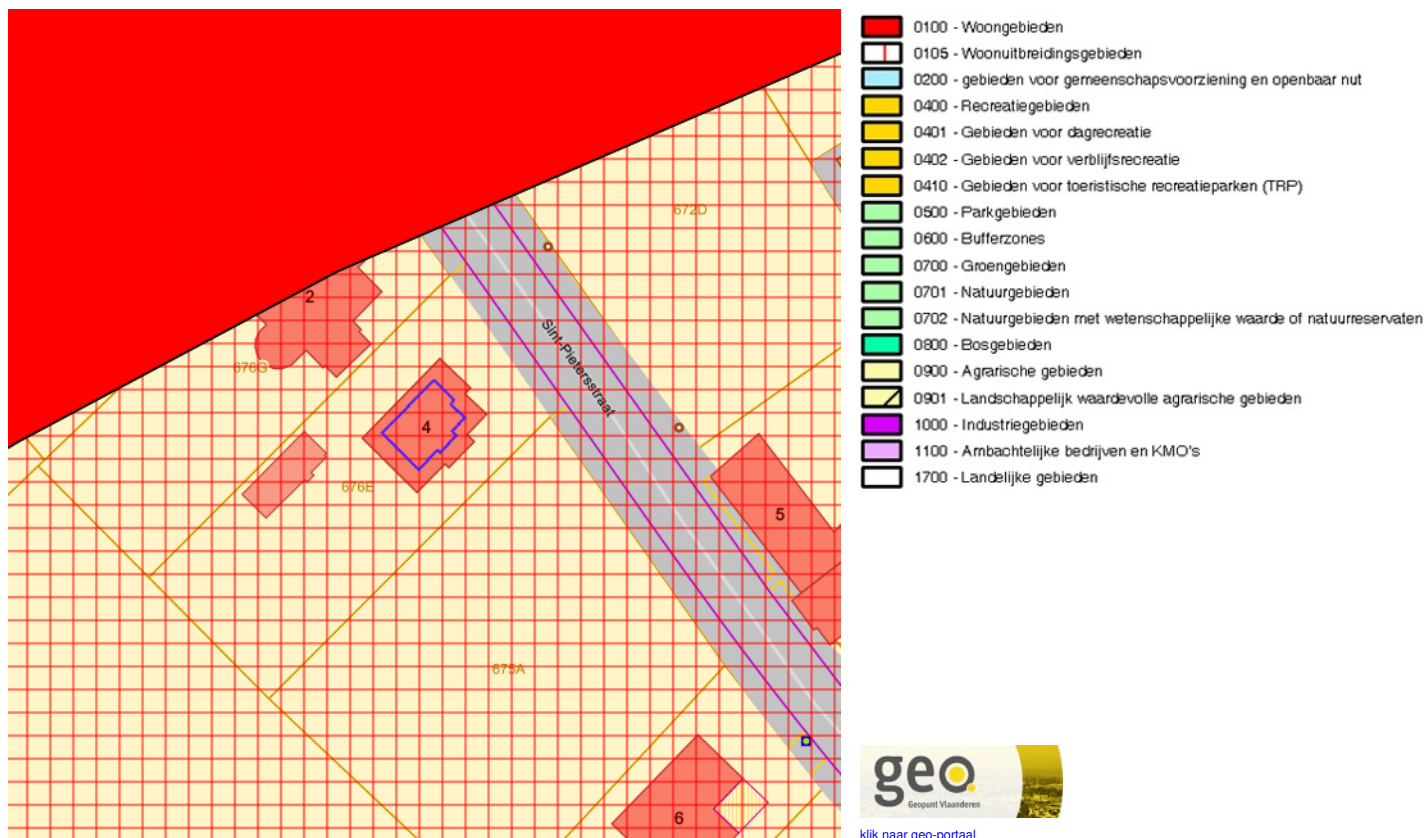 2
672D
676G
Sint-Pietersstraat
4
676E
5
675A
6
0100 - Woongebieden
0105 - Woonuitbreidingsgebieden
0200 - gebieden voor gemeenschapsvoorziening en openbaar nut
0400 - Recreatiegebieden
0401 - Gebieden voor dagrecreatie
0402 - Gebieden voor verblijfsrecreatie
0410 - Gebieden voor toeristische recreatieparken (TRP)
0500 - Parkgebieden
0600 - Bufferzones
0700 - Groengebieden
0701 - Natuurgebieden
0702 - Natuurgebieden met wetenschappelijke waarde of natuurreservaten
0800 - Bosgebieden
0900 - Agrarische gebieden
0901 - Landschappelijk waardevolle agrarische gebieden
1000 - Industriegebieden
1100 - Ambachtelijke bedrijven en KMO's
1700 - Landelijke gebieden
geo
Geopunt Vlaanderen
klik naar geo-portaal